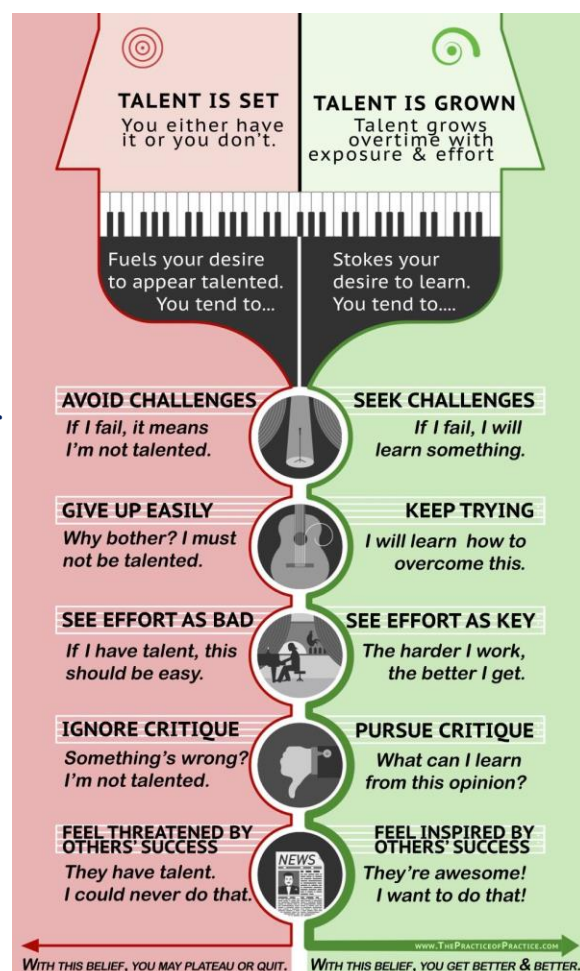 TALENT IS SET
You either have
it or you don't.
TALENT IS GROWN
Talent grows
overtime with
exposure & effort
Fuels your desire
to appear talented.
You tend to...
Stokes your
desire to learn.
You tend to....
AVOID CHALLENGES
If I fail, it means
I'm not talented.
SEEK CHALLENGES
If I fail, I will
learn something.
GIVE UP EASILY
Why bother? I must
not be talented.
KEEP TRYING
I will learn how to
overcome this.
SEE EFFORT AS BAD
If I have talent, this
should be easy.
SEE EFFORT AS KEY
The harder I work,
the better I get.
IGNORE CRITIQUE
Something's wrong?
I'm not talented.
PURSUE CRITIQUE
What can I learn
from this opinion?
FEEL THREATENED BY
OTHERS' SUCCESS
They have talent.
I could never do that.
NEWS
FEEL INSPIRED BY
OTHERS' SUCCESS
They're awesome!
I want to do that!
WWW.THEPRACTICEOFPRACTICE.COM
WITH THIS BELIEF, YOU MAY PLATEAU OR QUIT.
WITH THIS BELIEF, YOU GET BETTER & BETTER.